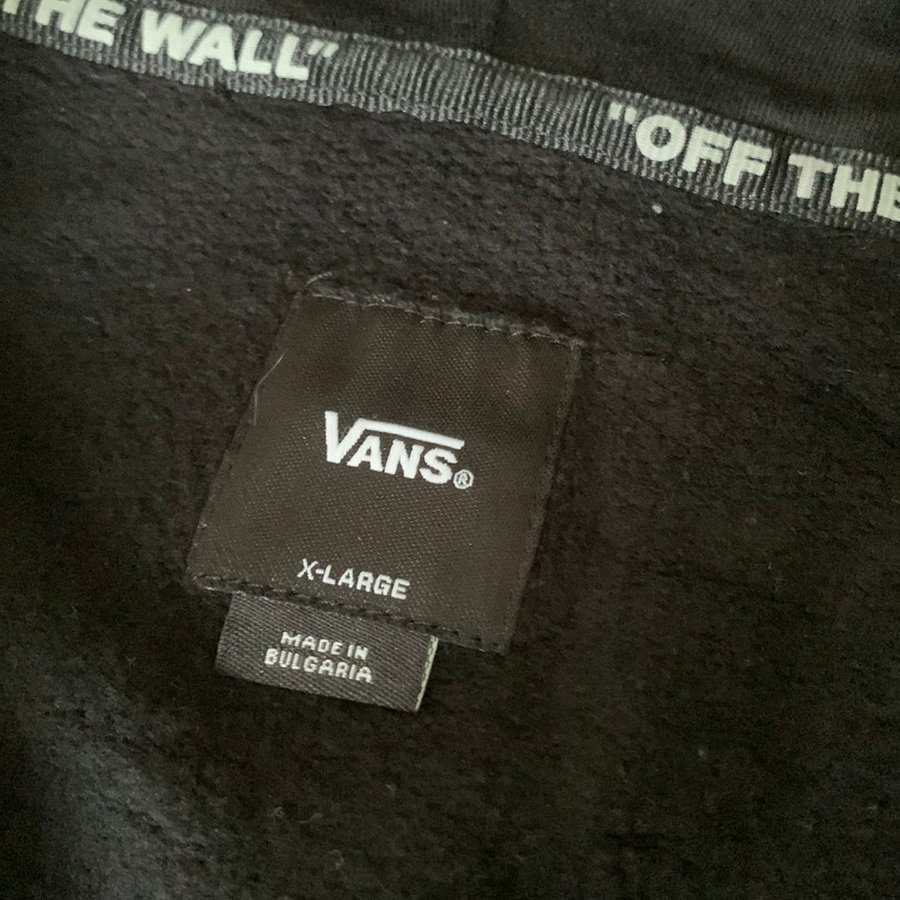 THE WALL" "OFF THE
VANS®
X-LARGE
MADE IN
BULGARIA